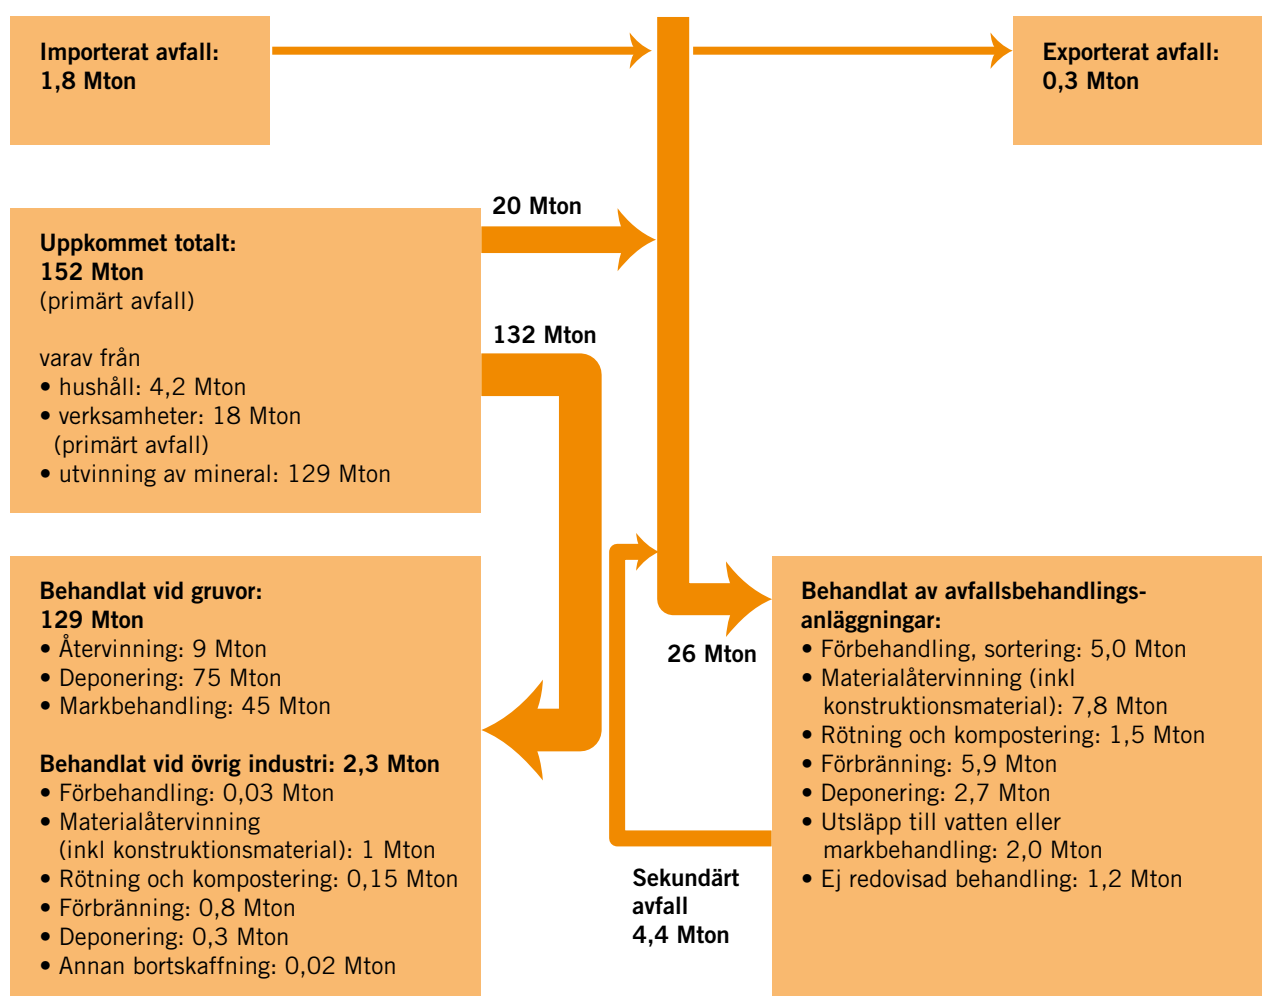 Importerat avfall:
1,8 Mton
Exporterat avfall:
0,3 Mton
20 Mton
Uppkommet totalt:
152 Mton
(primärt avfall)
132 Mton
varav från
• hushåll: 4,2 Mton
• verksamheter: 18 Mton
(primärt avfall)
• utvinning av mineral: 129 Mton
Behandlat vid gruvor:
129 Mton
• Återvinning: 9 Mton
• Deponering: 75 Mton
• Markbehandling: 45 Mton
Behandlat vid övrig industri: 2,3 Mton
• Förbehandling: 0,03 Mton
• Materialåtervinning
(inkl konstruktionsmaterial): 1 Mton
• Rötning och kompostering: 0,15 Mton
• Förbränning: 0,8 Mton
• Deponering: 0,3 Mton
• Annan bortskaffning: 0,02 Mton
26 Mton
Sekundärt
avfall
4,4 Mton
Behandlat av avfallsbehandlings-
anläggningar:
• Förbehandling, sortering: 5,0 Mton
• Materialåtervinning (inkl
konstruktionsmaterial): 7,8 Mton
• Rötning och kompostering: 1,5 Mton
• Förbränning: 5,9 Mton
• Deponering: 2,7 Mton
• Utsläpp till vatten eller
markbehandling: 2,0 Mton
• Ej redovisad behandling: 1,2 Mton